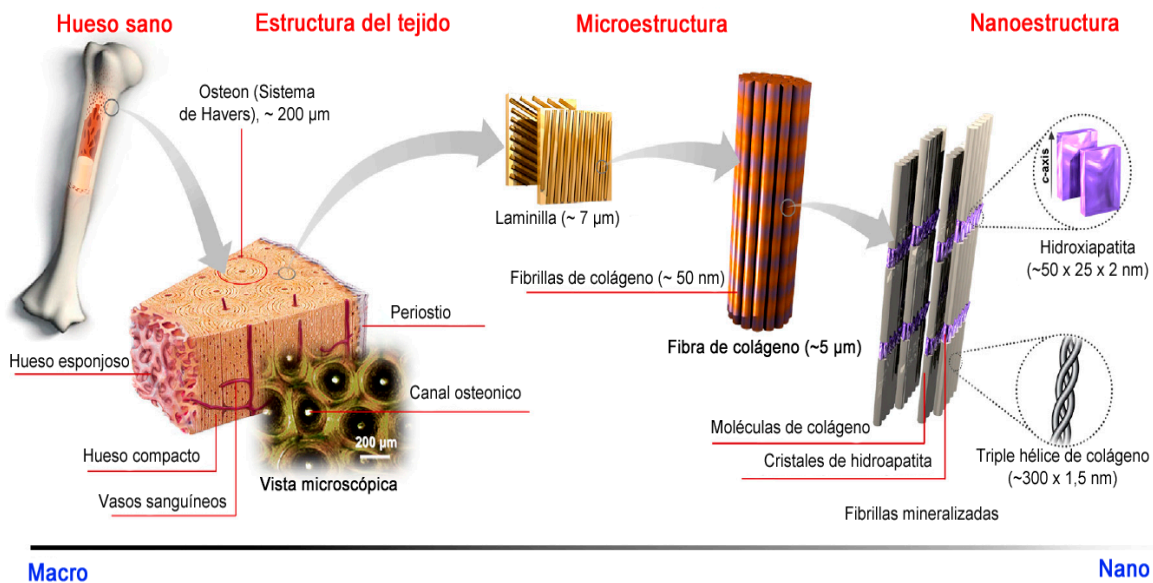 Hueso sano
Estructura del tejido
Microestructura
Nanoestructura
Osteon (Sistema
de Havers), ~ 200 µm
Laminilla (~ 7 µm)
c-axis
Hidroxiapatita
(~50 x 25 x 2 nm)
Fibrillas de colágeno (~ 50 nm)
Periostio
Fibra de colágeno (~5 µm)
Hueso esponjoso
Canal osteonico
200 µm
Moléculas de colágeno
Cristales de hidroapatita
Triple hélice de colágeno
(~300 x 1,5 nm)
Hueso compacto
Vista microscópica
Vasos sanguíneos
Fibrillas mineralizadas
Macro
Nano